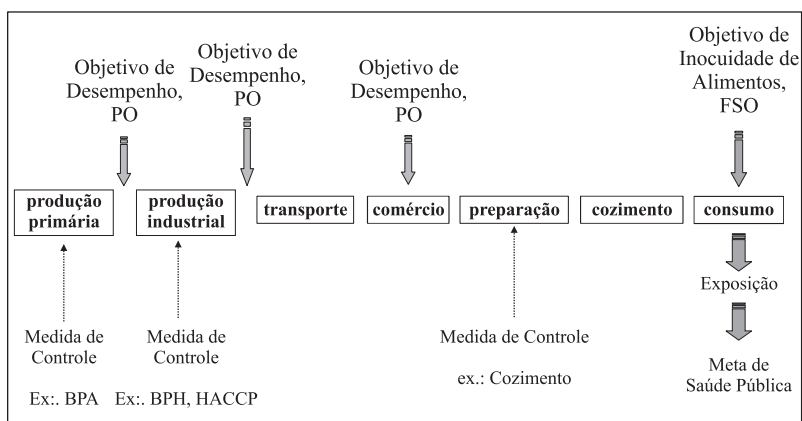 Objetivo de
Desempenho,
PO
Objetivo de
Desempenho,
PO
Objetivo de
Desempenho,
PO
Objetivo de
Inocuidade de
Alimentos,
FSO
produção
primária
produção
industrial
transporte
comércio
preparação
cozimento
consumo
Exposição
Meta de
Saúde Pública
Medida de
Controle
Ex:. BPA
Medida de
Controle
Ex:. BPH, HACCP
Medida de Controle
ex.: Cozimento